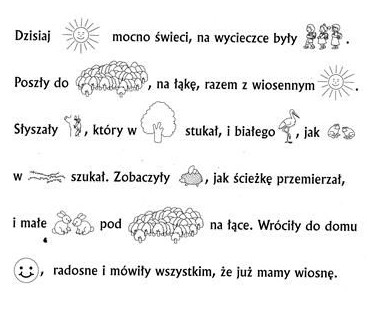 Dzisiaj mocno świeci, na wycieczce były .
Poszły do , na łąkę, razem z wiosennym .
Słyszały , który w stukał, i białego , jak
w szukał. Zobaczyły , jak ścieżkę przemierzał,
i małe pod na łące. Wróciły do domu
, radosne i mówiły wszystkim, że już mamy wiosnę.